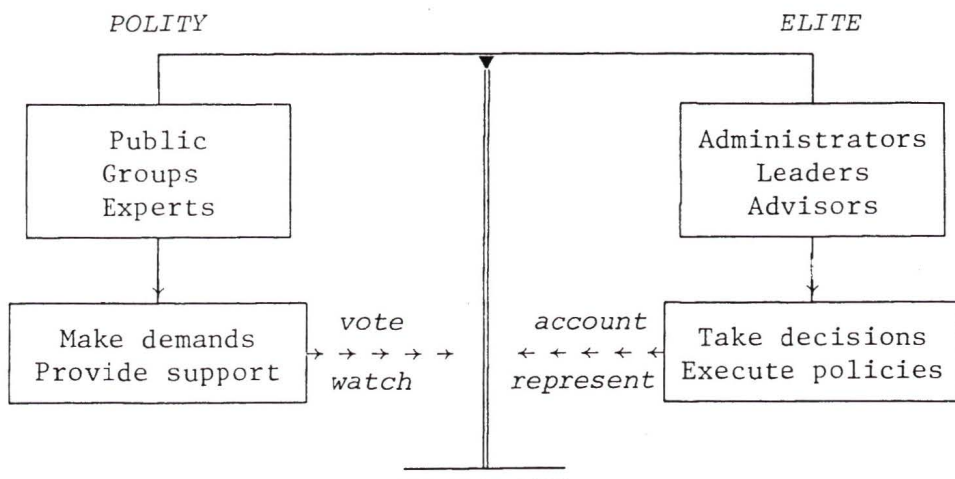 POLITY
ELITE
Public
Groups
Experts
Administrators
Leaders
Advisors
Make demands
Provide support
vote
watch
account
represent
Take decisions
Execute policies